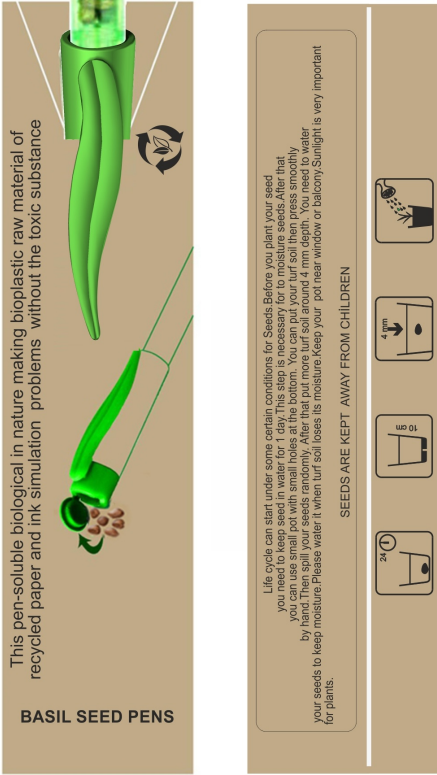 This pen-soluble biological in nature making bioplastic raw material of
recycled paper and ink simulation problems without the toxic substance
BASIL SEED PENS
Life cycle can start under some certain conditions for Seeds.Before you plant your seed
you need to keep seed in water for 1 day.This step is necessary for to moisture seeds.After that
you can use small pot with small holes at the bottom. You can put your turf soil then press smoothly
by hand.Then spill your seeds randomly. After that put more turf soil around 4 mm depth. You need to water
your seeds to keep moisture.Please water it when turf soil loses its moisture.Keep your pot near window or balcony.Sunlight is very important
for plants.
SEEDS ARE KEPT AWAY FROM CHİLDREN
24
10 cm
4 mm